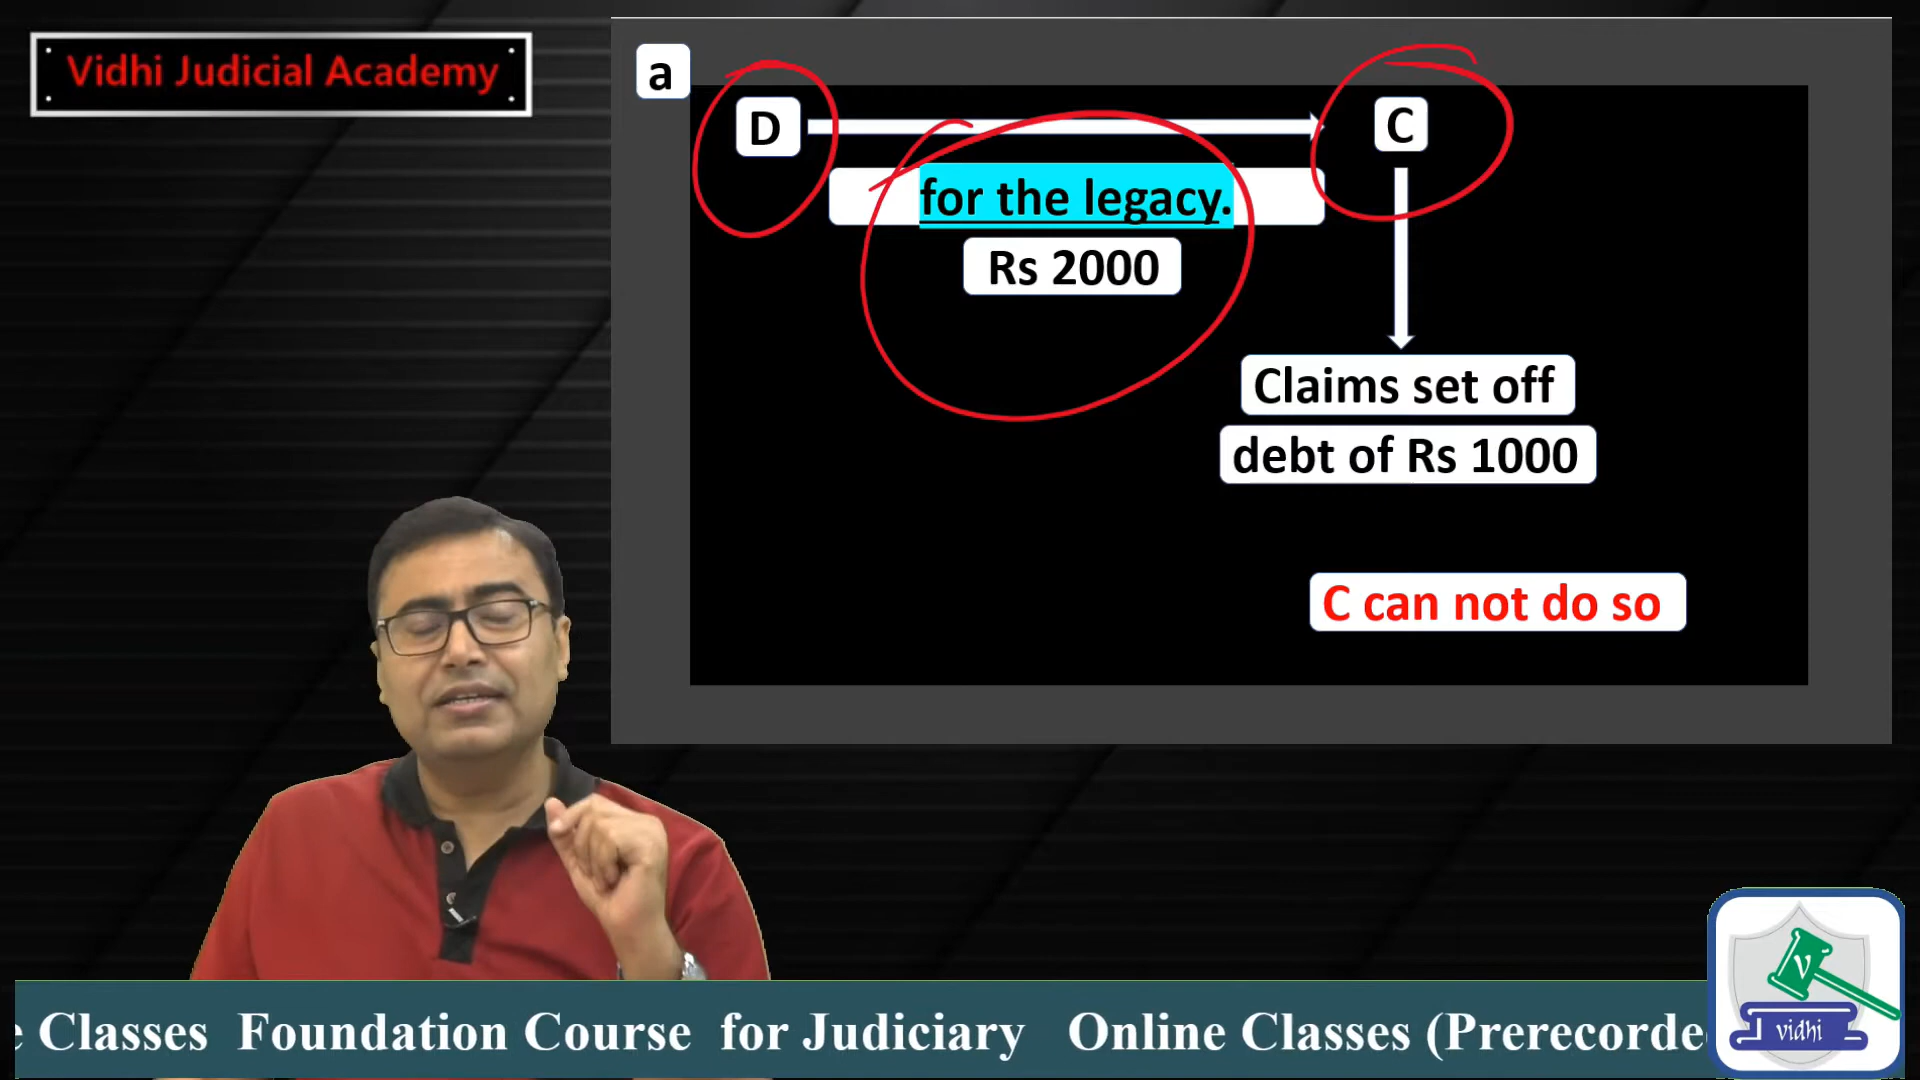 Vidhi Judicial Academy
a
D
C
for the legacy.
Rs 2000
Claims set off
debt of Rs 1000
C can not do so
e Classes Foundation Course for Judiciary Online Classes (Prerecorde
V
vidhi